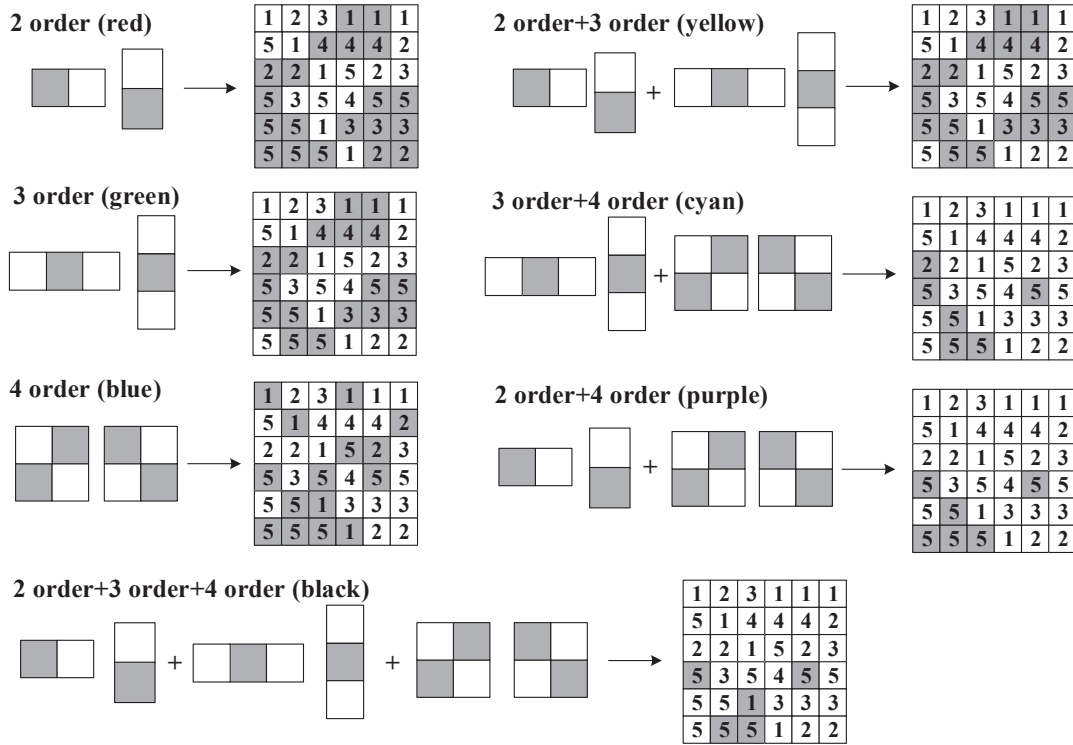 2 order (red)
1 2 3 1 1 1
5 1 4 4 4 2
2 2 1 5 2 3
5 3 5 4 5 5
5 5 1 3 3 3
5 5 5 1 2 2
2 order+3 order (yellow)
+
1 2 3 1 1 1
5 1 4 4 4 2
2 2 1 5 2 3
5 3 5 4 5 5
5 5 1 3 3 3
5 5 5 1 2 2
3 order (green)
1 2 3 1 1 1
5 1 4 4 4 2
2 2 1 5 2 3
5 3 5 4 5 5
5 5 1 3 3 3
5 5 5 1 2 2
3 order+4 order (cyan)
+
1 2 3 1 1 1
5 1 4 4 4 2
2 2 1 5 2 3
5 3 5 4 5 5
5 5 1 3 3 3
5 5 5 1 2 2
4 order (blue)
1 2 3 1 1 1
5 1 4 4 4 2
2 2 1 5 2 3
5 3 5 4 5 5
5 5 1 3 3 3
5 5 5 1 2 2
2 order+4 order (purple)
+
1 2 3 1 1 1
5 1 4 4 4 2
2 2 1 5 2 3
5 3 5 4 5 5
5 5 1 3 3 3
5 5 5 1 2 2
2 order+3 order+4 order (black)
+ +
1 2 3 1 1 1
5 1 4 4 4 2
2 2 1 5 2 3
5 3 5 4 5 5
5 5 1 3 3 3
5 5 5 1 2 2